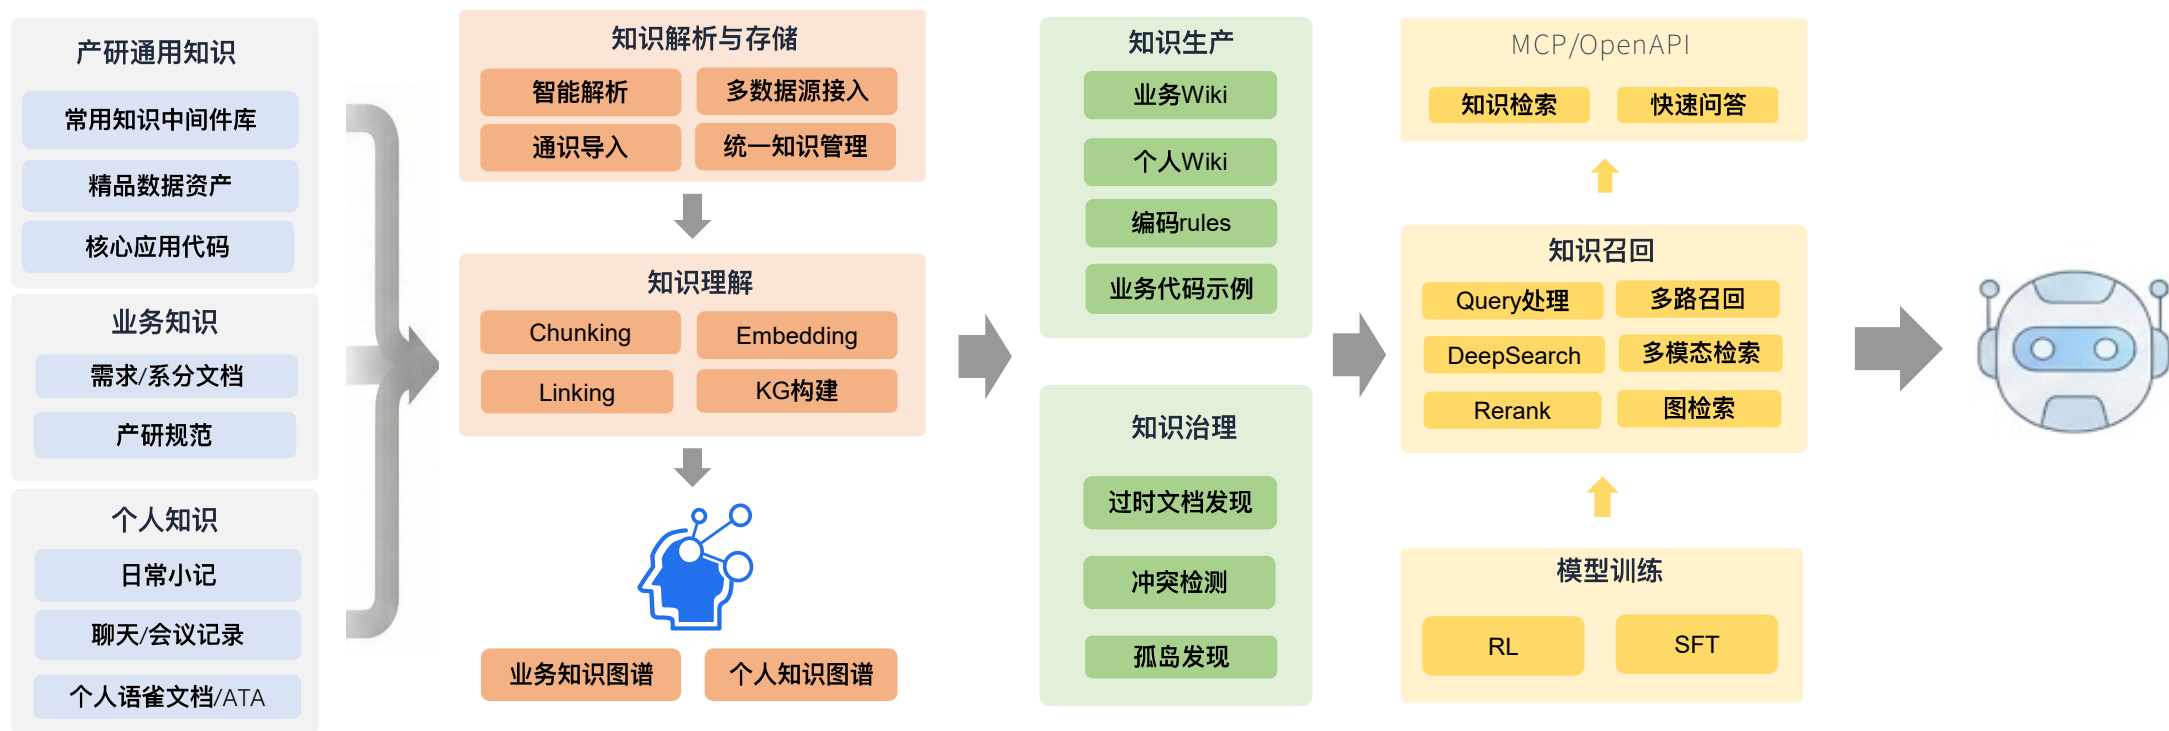 产研通用知识
常用知识中间件库
精品数据资产
核心应用代码
业务知识
需求/系分文档
产研规范
个人知识
日常小记
聊天/会议记录
个人语雀文档/ATA
知识解析与存储
智能解析
多数据源接入
通识导入
统一知识管理
知识理解
Chunking
Embedding
Linking
KG构建
业务知识图谱
个人知识图谱
知识生产
业务Wiki
个人Wiki
编码rules
业务代码示例
知识治理
过时文档发现
冲突检测
孤岛发现
MCP/OpenAPI
知识检索
快速问答
知识召回
Query处理
多路召回
DeepSearch
多模态检索
Rerank
图检索
模型训练
RL
SFT